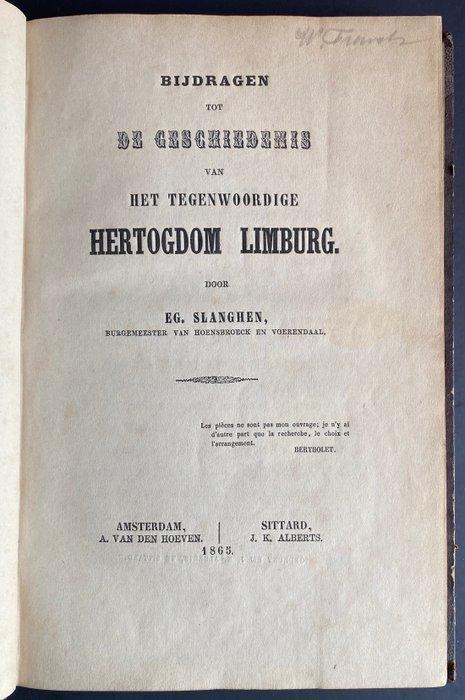 BIJDRAGEN
TOT
DE GESCHIEDENIS
VAN
HET TEGENWOORDIGE
HERTOGDOM LIMBURG.
DOOR
EG. SLANGHEN,
BURGEMEESTER VAN HOENSBROECK EN VOERENDAAL.
Les pièces ne sont pas mon ouvrage; je n'y ai
d'autre part que la recherche, le choix et
l'arrangement.
BERTHOLET.
AMSTERDAM,
A. VAN DEN HOEVEN.
SITTARD,
J. K. ALBERTS.
1865.